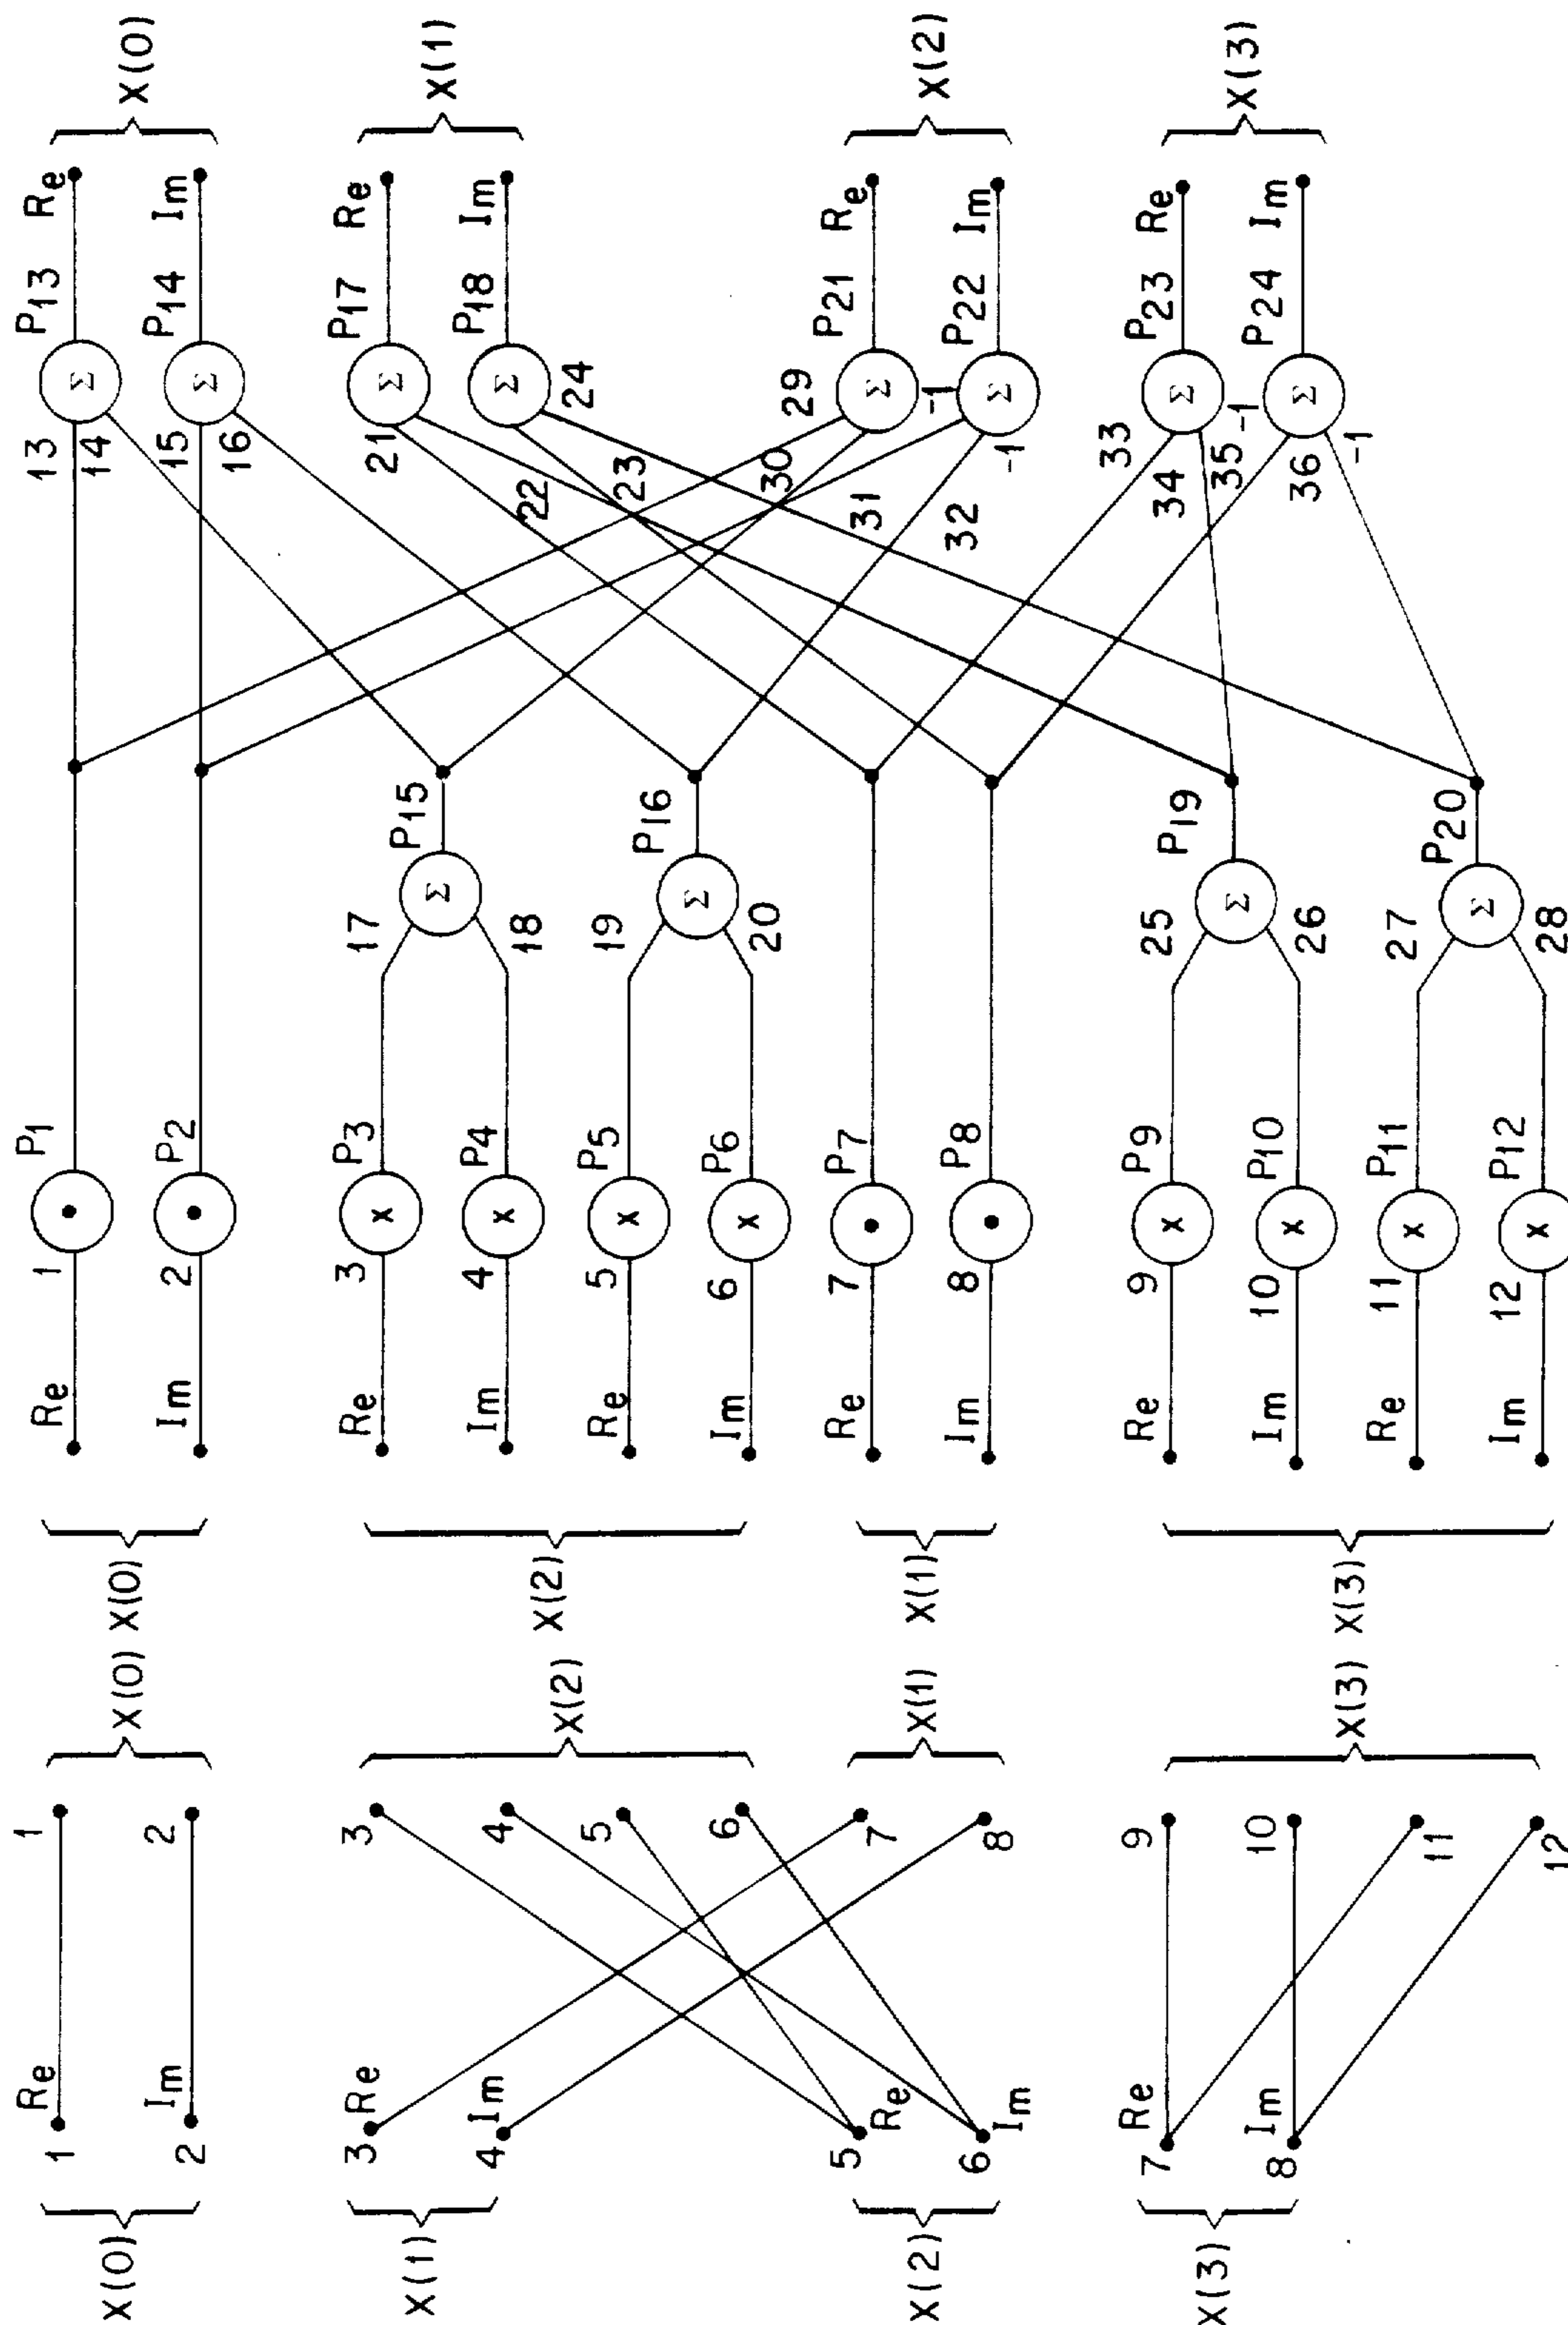 X(0)
X(1)
X(2)
X(3)
1 Re
2 Im
3 Re
4 Im
5 Re
6 Im
7 Re
8 Im
1
2
3
4
5
6
7
8
9
10
11
12
X(0)
X(2)
X(1)
X(3)
X(0)
X(2)
X(1)
X(3)
Re 1 • P1
Im 2 • P2
Re 3 x P3
Im 4 x P4
Re 5 x P5
Im 6 x P6
Re 7 • P7
Im 8 • P8
Re 9 x P9
Im 10 x P10
Re 11 x P11
Im 12 x P12
17 18 Σ P15
19 20 Σ P16
25 26 Σ P19
27 28 Σ P20
13 14 Σ P13 Re
15 16 Σ P14 Im
X(0)
21 22 Σ P17 Re
23 24 Σ P18 Im
X(1)
29 30 -1 Σ P21 Re
31 32 -1 Σ P22 Im
X(2)
33 34 -1 Σ P23 Re
35 36 -1 Σ P24 Im
X(3)